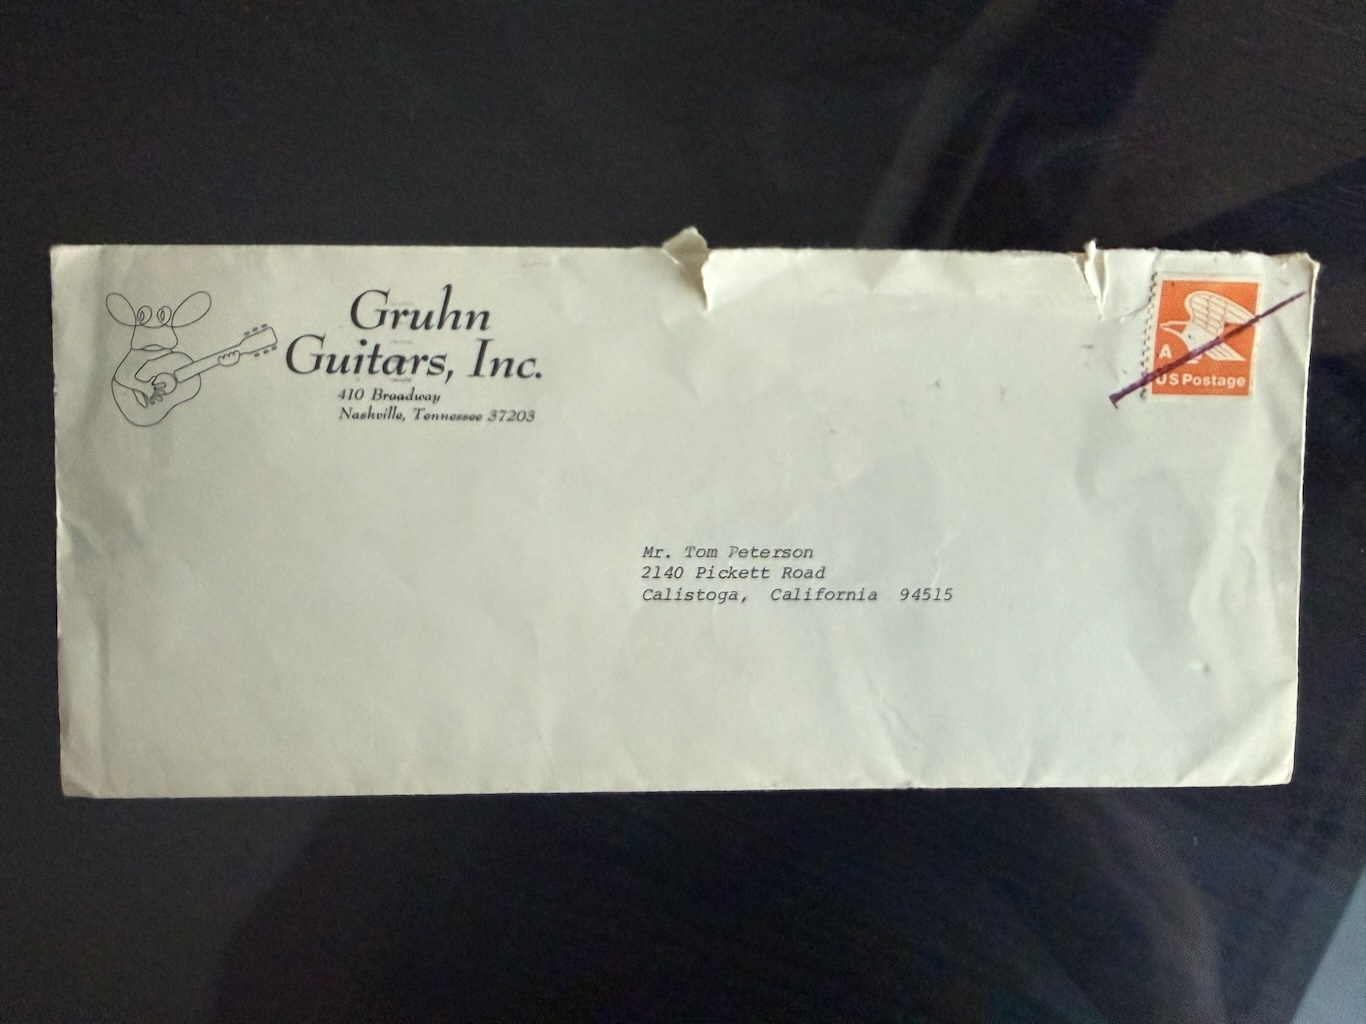 Gruhn
Guitars, Inc.
410 Broadway
Nashville, Tennessee 37203
A
US Postage
Mr. Tom Peterson
2140 Pickett Road
Calistoga, California 94515